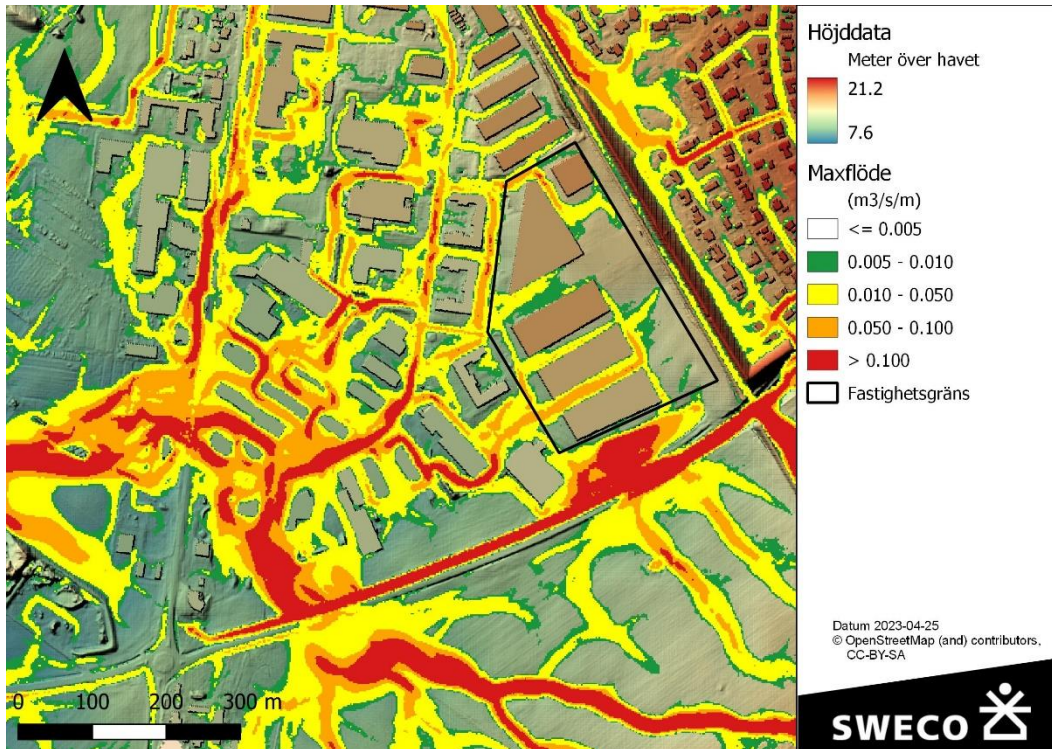 Höjddata
Meter över havet
21.2
7.6
Maxflöde
(m3/s/m)
<= 0.005
0.005 - 0.010
0.010 - 0.050
0.050 - 0.100
> 0.100
Fastighetsgräns
Datum 2023-04-25
© OpenStreetMap (and) contributors,
CC-BY-SA
SWECO
0 100 200 300 m